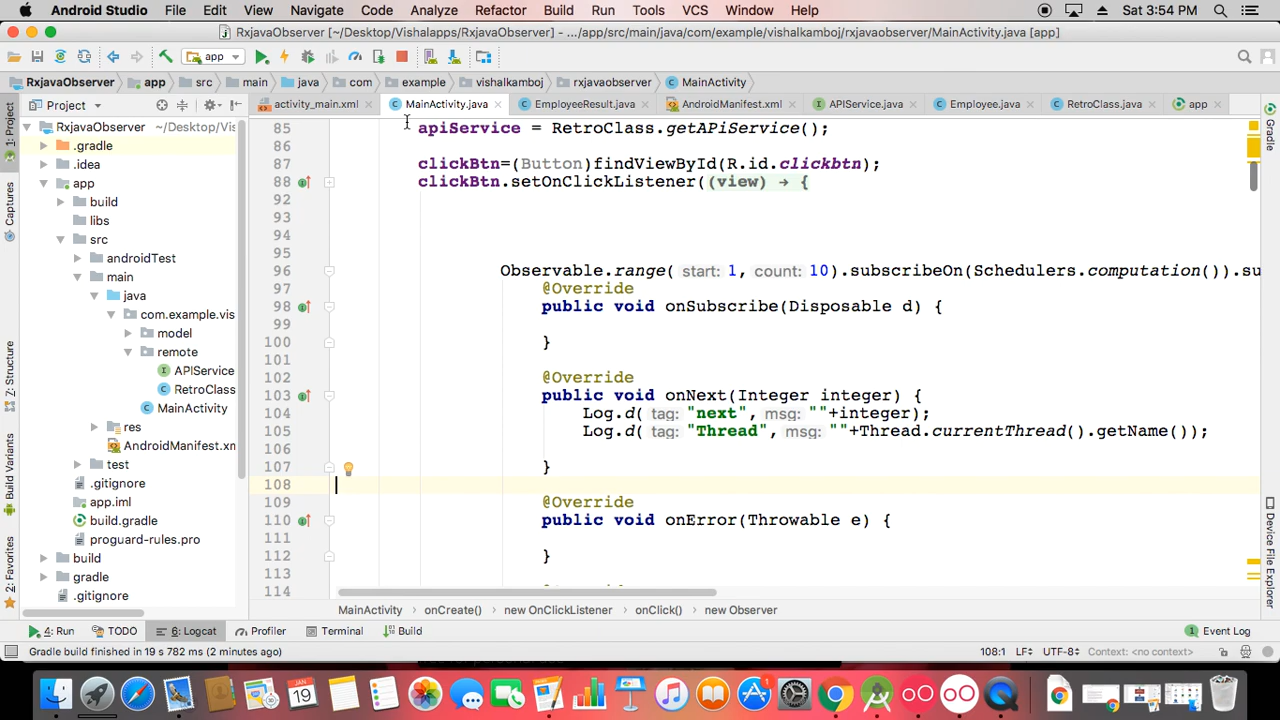 Android Studio File Edit View Navigate Code Analyze Refactor Build Run Tools VCS Window Help Sat 3:54 PM
RxjavaObserver [~/Desktop/Vishalapps/RxjavaObserver] - .../app/src/main/java/com/example/vishalkamboj/rxjavaobserver/MainActivity.java [app]
app
RxjavaObserver app src main java com example vishalkamboj rxjavaobserver MainActivity
Project activity_main.xml MainActivity.java EmployeeResult.java AndroidManifest.xml APIService.java Employee.java RetroClass.java app
1: Project
Captures
7: Structure
Build Variants
2: Favorites
RxjavaObserver ~/Desktop/Vis
.gradle
.idea
app
build
libs
src
androidTest
main
java
com.example.vis
model
remote
APIService
RetroClass
MainActivity
res
AndroidManifest.xm
test
.gitignore
app.iml
build.gradle
proguard-rules.pro
build
gradle
.gitignore
85 apiService = RetroClass.getAPiService();
86
87 clickBtn=(Button)findViewById(R.id.clickbtn);
88 clickBtn.setOnClickListener((view) → {
92
93
94
95
96 Observable.range( start: 1, count: 10).subscribeOn(Schedulers.computation()).su
97 @Override
98 public void onSubscribe(Disposable d) {
99
100 }
101
102 @Override
103 public void onNext(Integer integer) {
104 Log.d( tag: "next", msg: ""+integer);
105 Log.d( tag: "Thread", msg: ""+Thread.currentThread().getName());
106
107 }
108
109 @Override
110 public void onError(Throwable e) {
111
112 }
113
114
Gradle
Device File Explorer
MainActivity onCreate() new OnClickListener onClick() new Observer
4: Run TODO 6: Logcat Profiler Terminal Build 1 Event Log
Gradle build finished in 19 s 782 ms (2 minutes ago) 108:1 LF÷ UTF-8÷ Context: <no context>
JAN
19